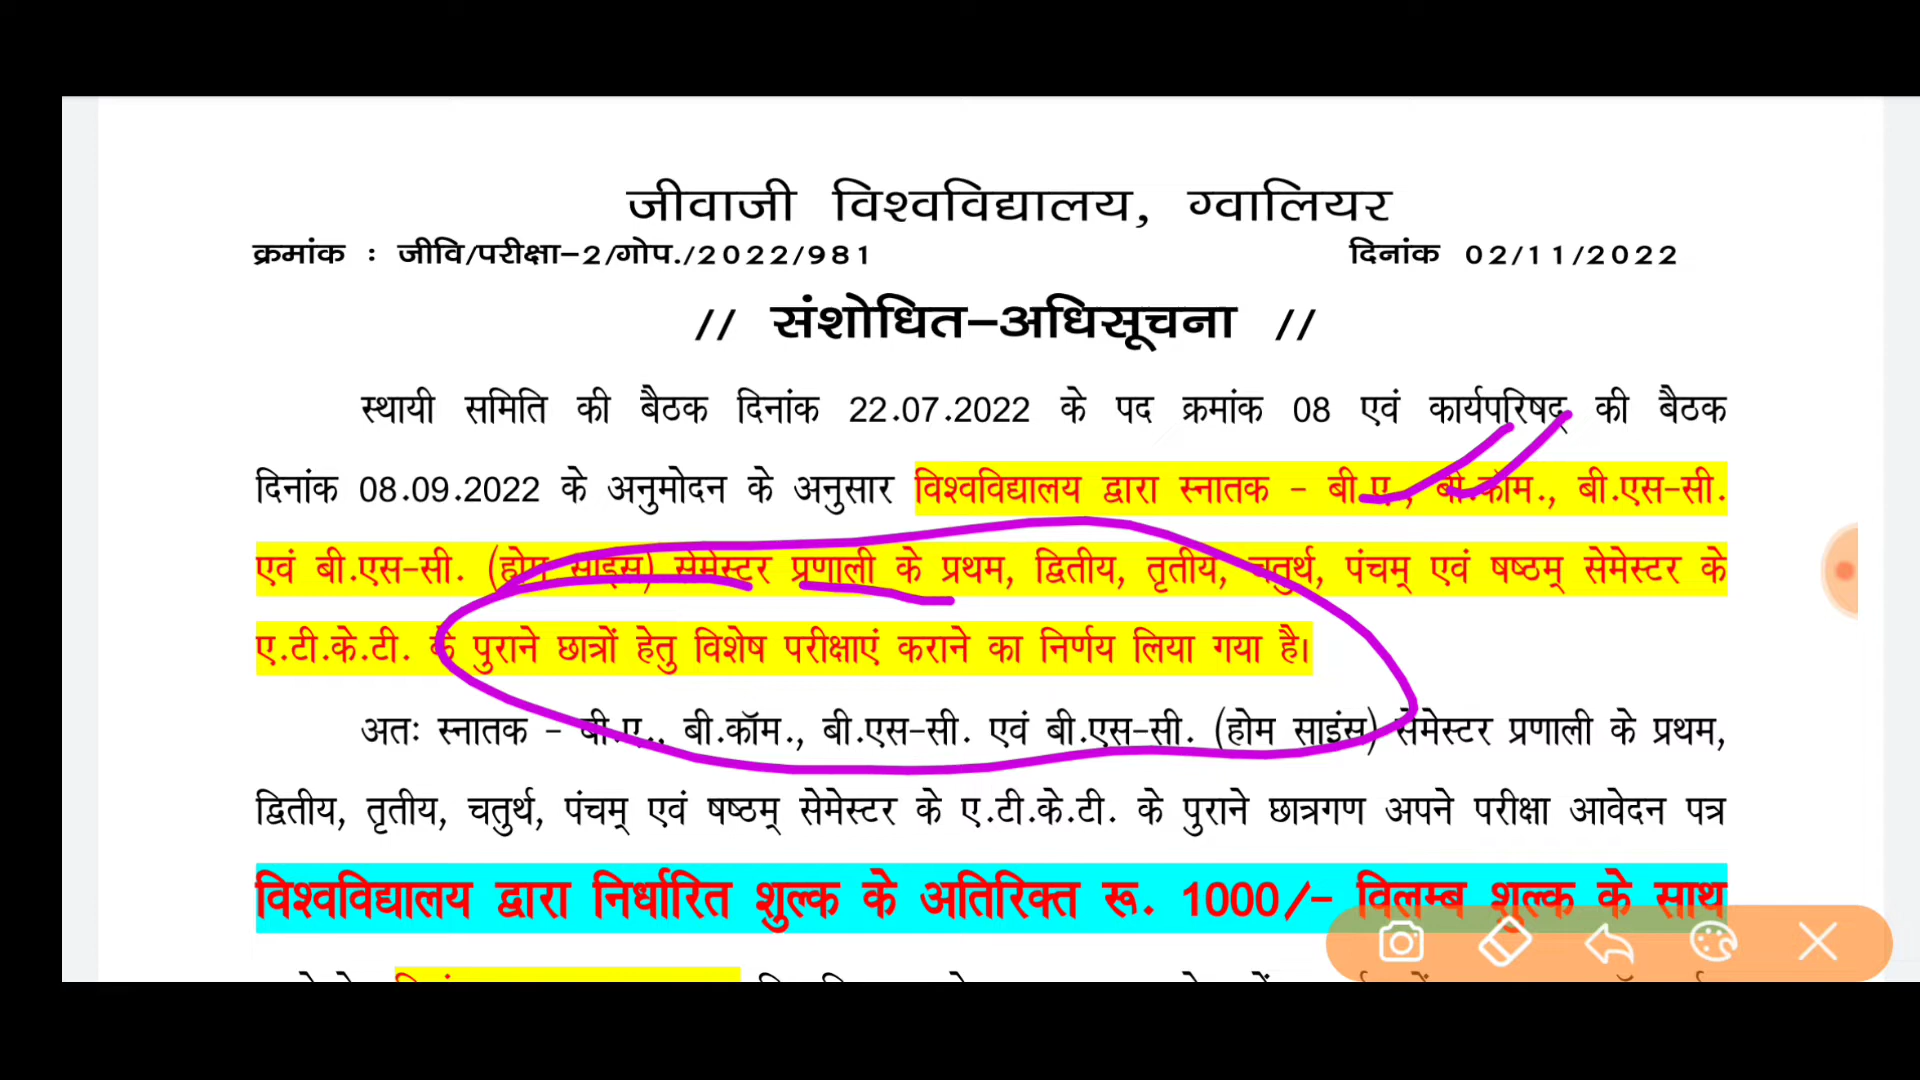 जीवाजी विश्वविद्यालय, ग्वालियर
क्रमांक : जीवि/परीक्षा-2/गोप./2022/981 दिनांक 02/11/2022
// संशोधित-अधिसूचना //
स्थायी समिति की बैठक दिनांक 22.07.2022 के पद क्रमांक 08 एवं कार्यपरिषद् की बैठक
दिनांक 08.09.2022 के अनुमोदन के अनुसार विश्वविद्यालय द्वारा स्नातक - बी.ए., बी.कॉम., बी.एस-सी.
एवं बी.एस-सी. (होम साइंस) सेमेस्टर प्रणाली के प्रथम, द्वितीय, तृतीय, चतुर्थ, पंचम् एवं षष्ठम् सेमेस्टर के
ए.टी.के.टी. के पुराने छात्रों हेतु विशेष परीक्षाएं कराने का निर्णय लिया गया है।
अतः स्नातक - बी.ए., बी.कॉम., बी.एस-सी. एवं बी.एस-सी. (होम साइंस) सेमेस्टर प्रणाली के प्रथम,
द्वितीय, तृतीय, चतुर्थ, पंचम् एवं षष्ठम् सेमेस्टर के ए.टी.के.टी. के पुराने छात्रगण अपने परीक्षा आवेदन पत्र
विश्वविद्यालय द्वारा निर्धारित शुल्क के अतिरिक्त रू. 1000/- विलम्ब शुल्क के साथ